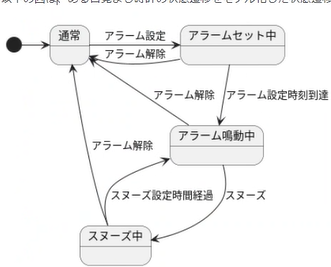 以下の図は、ある目覚まし時計の状態遷移をモデル化した状態遷移
通常
アラーム設定
アラームセット中
アラーム解除
アラーム解除
アラーム設定時刻到達
アラーム鳴動中
アラーム解除
スヌーズ設定時間経過
スヌーズ
スヌーズ中